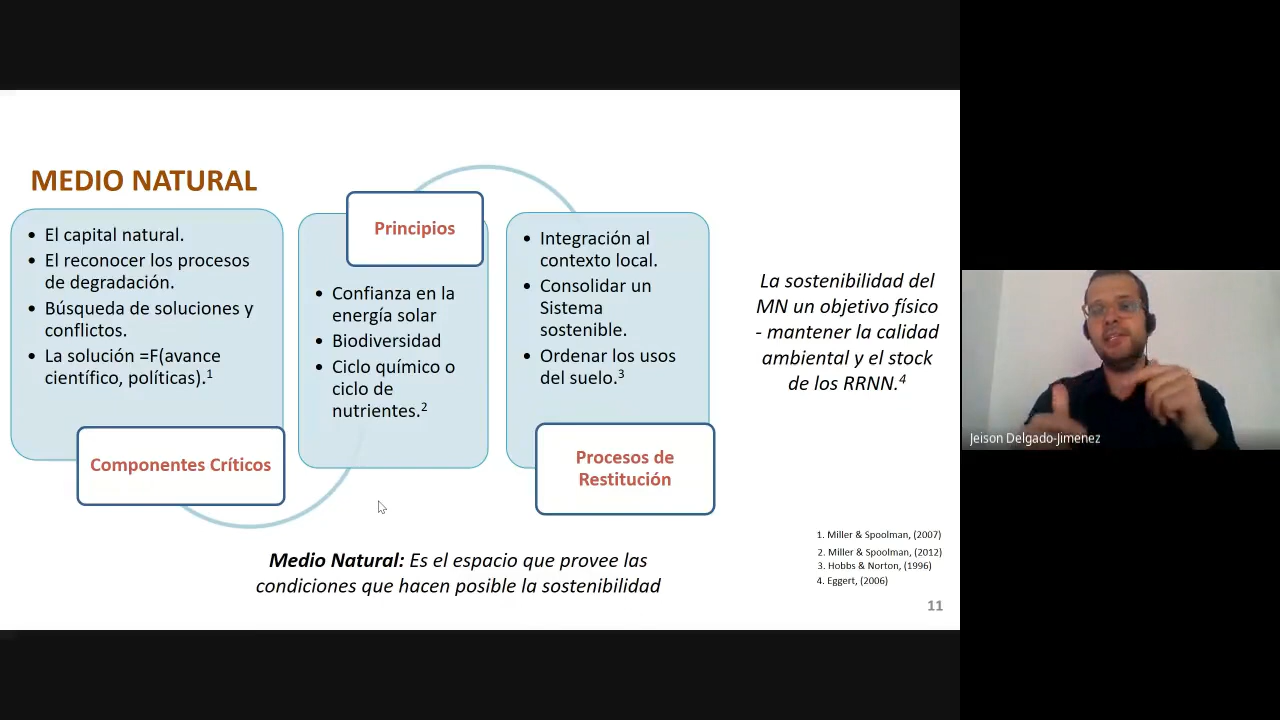 MEDIO NATURAL
• El capital natural.
• El reconocer los procesos
de degradación.
• Búsqueda de soluciones y
conflictos.
• La solución =F(avance
científico, políticas).¹
Componentes Críticos
Principios
• Confianza en la
energía solar
• Biodiversidad
• Ciclo químico o
ciclo de
nutrientes.²
• Integración al
contexto local.
• Consolidar un
Sistema
sostenible.
• Ordenar los usos
del suelo.³
Procesos de
Restitución
La sostenibilidad del
MN un objetivo físico
- mantener la calidad
ambiental y el stock
de los RRNN.⁴
Jeison Delgado-Jimenez
Medio Natural: Es el espacio que provee las
condiciones que hacen posible la sostenibilidad
1. Miller & Spoolman, (2007)
2. Miller & Spoolman, (2012)
3. Hobbs & Norton, (1996)
4. Eggert, (2006)
11